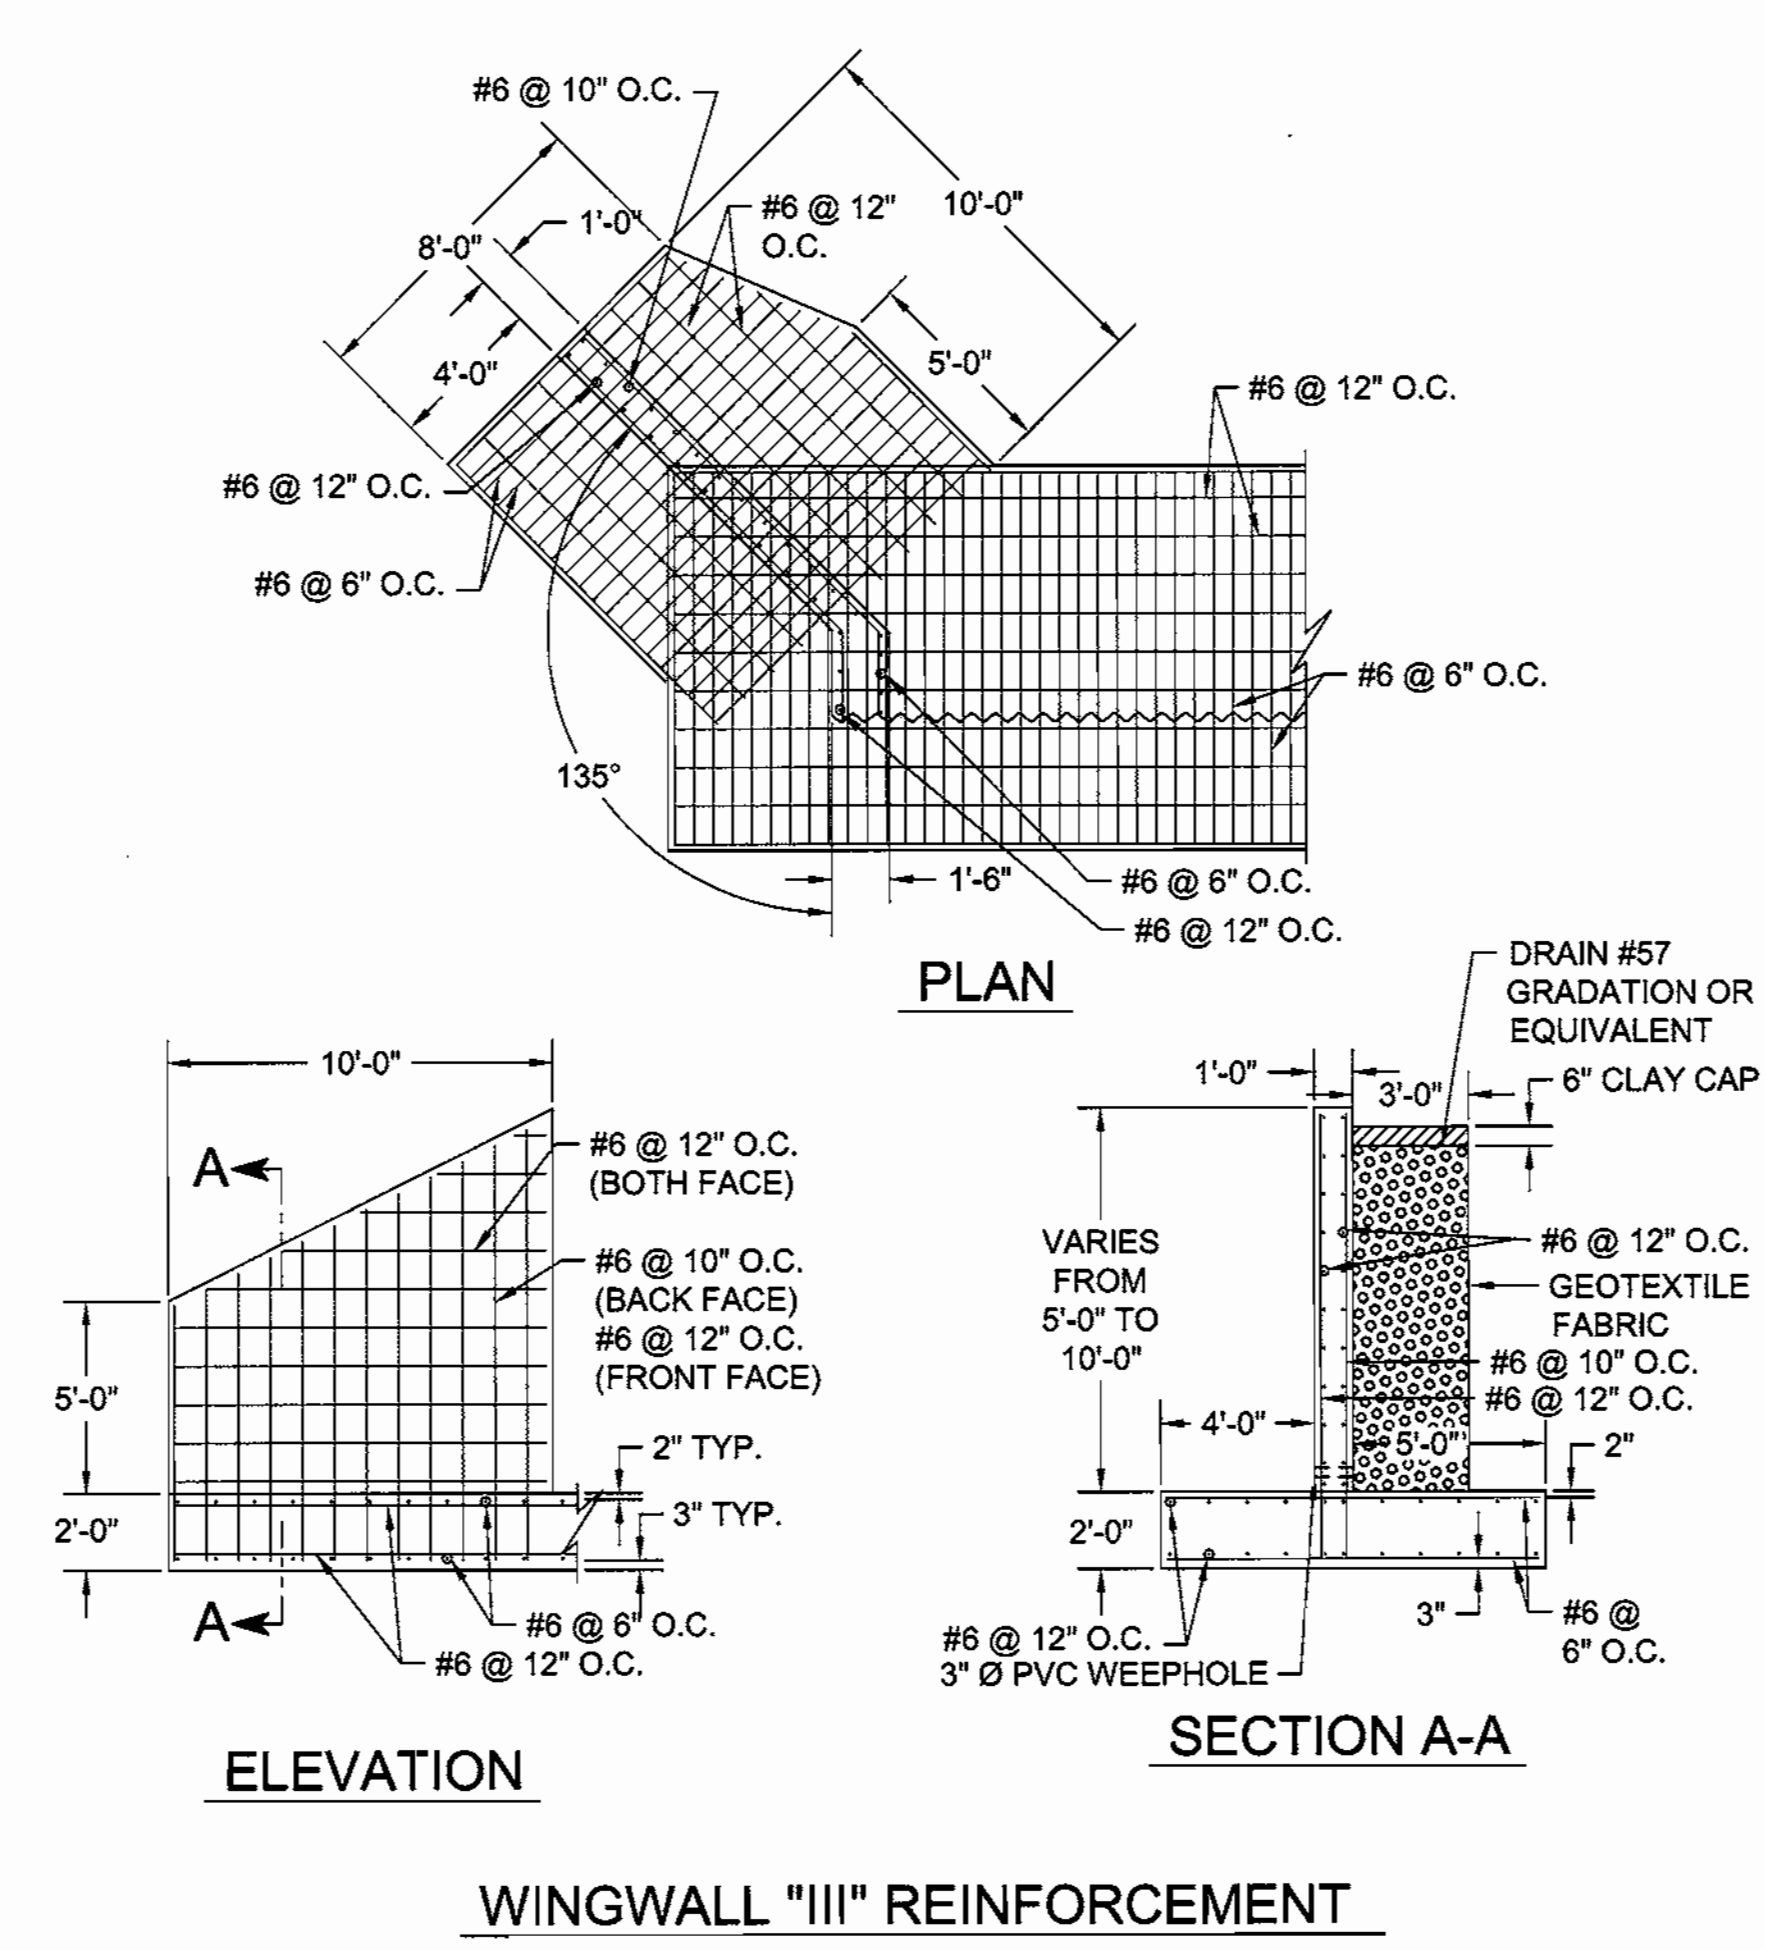 #6 @ 10" O.C.
#6 @ 12"
O.C.
10'-0"
1'-0"
8'-0"
4'-0"
5'-0"
#6 @ 12" O.C.
#6 @ 12" O.C.
#6 @ 6" O.C.
#6 @ 6" O.C.
135°
1'-6"
#6 @ 6" O.C.
#6 @ 12" O.C.
PLAN
DRAIN #57
GRADATION OR
EQUIVALENT
6" CLAY CAP
1'-0"
3'-0"
VARIES
FROM
5'-0" TO
10'-0"
#6 @ 12" O.C.
GEOTEXTILE
FABRIC
#6 @ 10" O.C.
#6 @ 12" O.C.
4'-0"
5'-0"
2"
2'-0"
3"
#6 @
6" O.C.
#6 @ 12" O.C.
3" Ø PVC WEEPHOLE
SECTION A-A
10'-0"
A
#6 @ 12" O.C.
(BOTH FACE)
#6 @ 10" O.C.
(BACK FACE)
#6 @ 12" O.C.
(FRONT FACE)
5'-0"
2" TYP.
3" TYP.
2'-0"
A
#6 @ 6" O.C.
#6 @ 12" O.C.
ELEVATION
WINGWALL "III" REINFORCEMENT